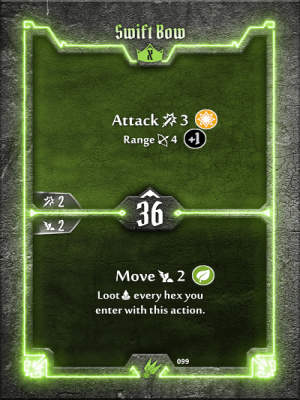 Swift Bow
X
Attack 3
Range 4 +1
2
36
2
Move 2
Loot every hex you
enter with this action.
099